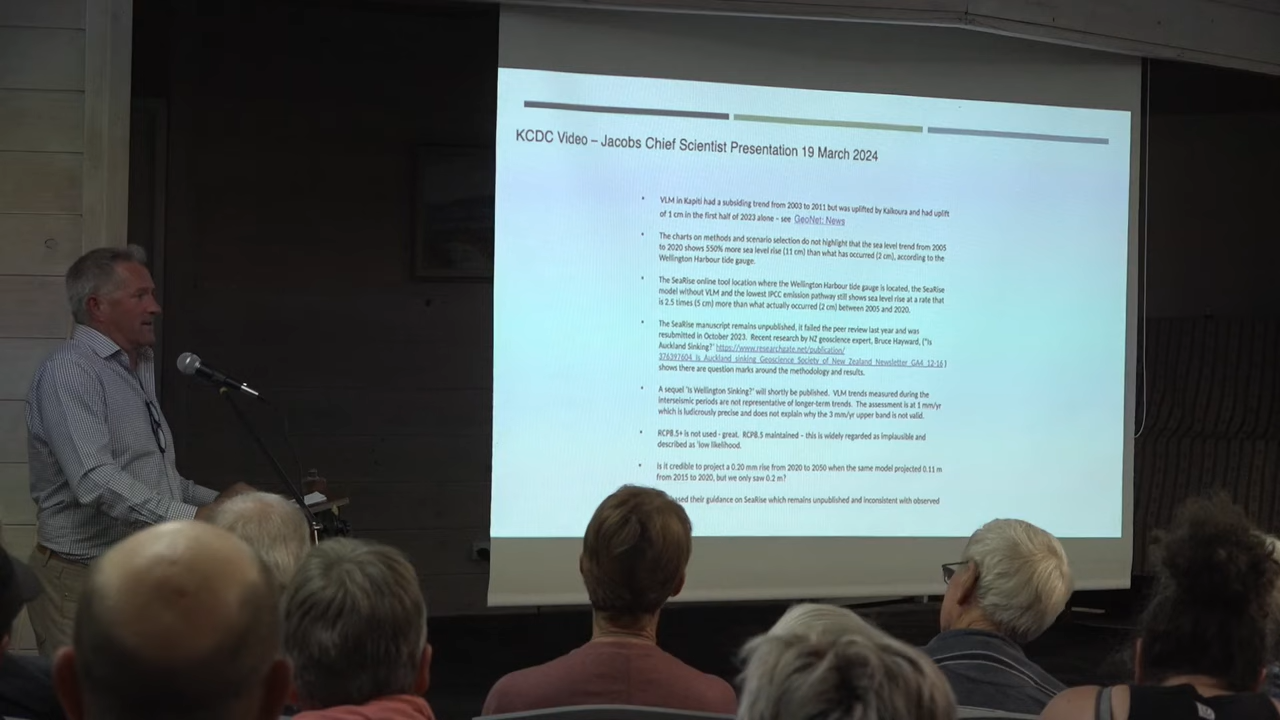 KCDC Video – Jacobs Chief Scientist Presentation 19 March 2024
• VLM in Kapiti had a subsiding trend from 2003 to 2011 but was uplifted by Kaikoura and had uplift
of 1 cm in the first half of 2023 alone – see GeoNet: News
• The charts on methods and scenario selection do not highlight that the sea level trend from 2005
to 2020 shows 550% more sea level rise (11 cm) than what has occurred (2 cm), according to the
Wellington Harbour tide gauge.
• The SeaRise online tool location where the Wellington Harbour tide gauge is located, the SeaRise
model without VLM and the lowest IPCC emission pathway still shows sea level rise at a rate that
is 2.5 times (5 cm) more than what actually occurred (2 cm) between 2005 and 2020.
• The SeaRise manuscript remains unpublished, it failed the peer review last year and was
resubmitted in October 2023. Recent research by NZ geoscience expert, Bruce Hayward, ("Is
Auckland Sinking?' https://www.researchgate.net/publication/
376397604_Is_Auckland_sinking_Geoscience_Society_of_New_Zealand_Newsletter_GA4_12-16 )
shows there are question marks around the methodology and results.
• A sequel 'Is Wellington Sinking?' will shortly be published. VLM trends measured during the
interseismic periods are not representative of longer-term trends. The assessment is at 1 mm/yr
which is ludicrously precise and does not explain why the 3 mm/yr upper band is not valid.
• RCP8.5+ is not used - great. RCP8.5 maintained – this is widely regarded as implausible and
described as 'low likelihood.
• Is it credible to project a 0.20 mm rise from 2020 to 2050 when the same model projected 0.11 m
from 2015 to 2020, but we only saw 0.2 m?
their guidance on SeaRise which remains unpublished and inconsistent with observed